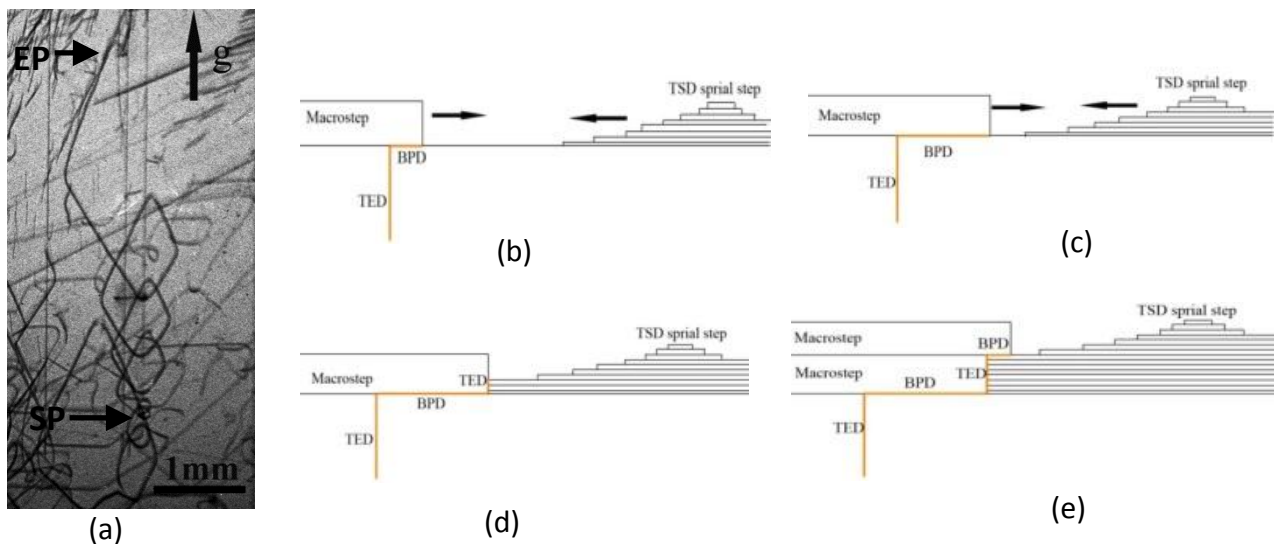 EP
g
SP
1mm
(a)
Macrostep
TSD sprial step
BPD
TED
(b)
Macrostep
TSD sprial step
BPD
TED
(c)
Macrostep
TSD sprial step
TED
BPD
TED
(d)
Macrostep
TSD sprial step
BPD
Macrostep
BPD
TED
TED
(e)